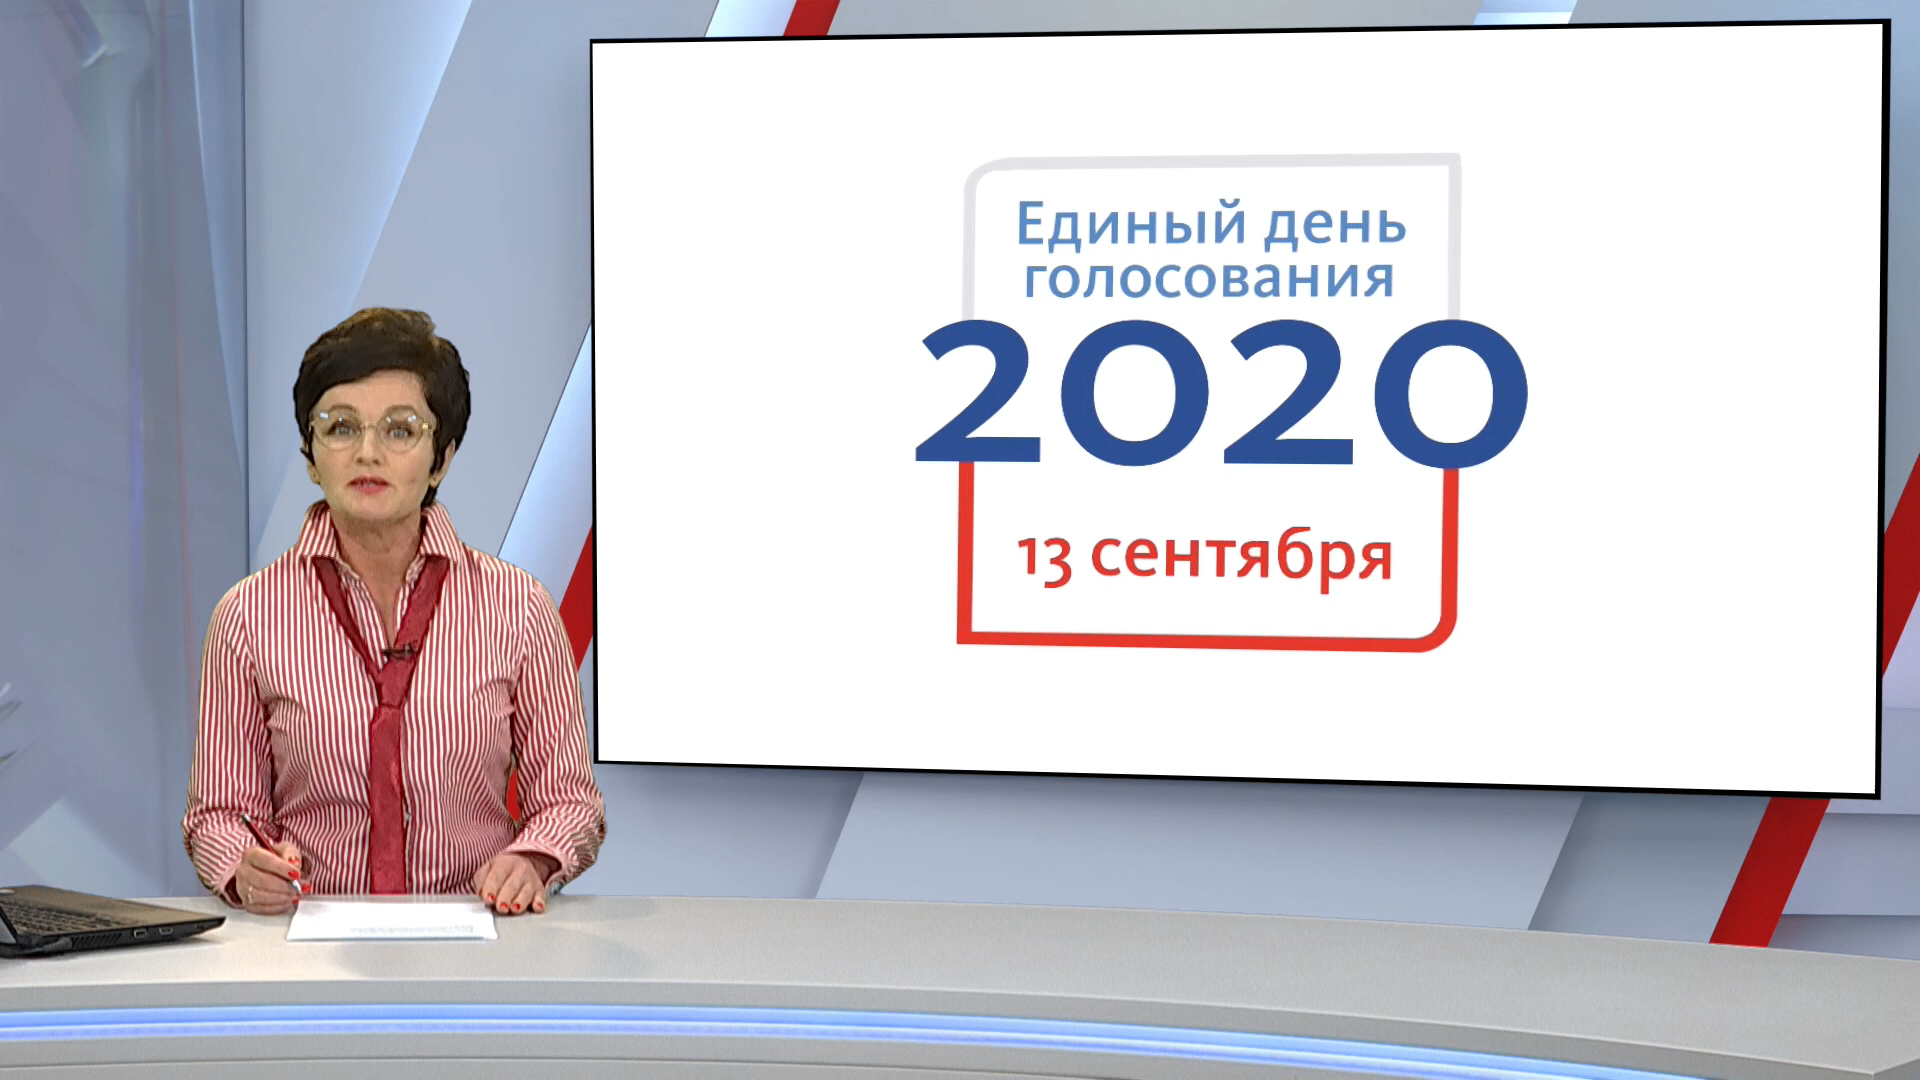 Единый день
голосования
2020
13 сентября